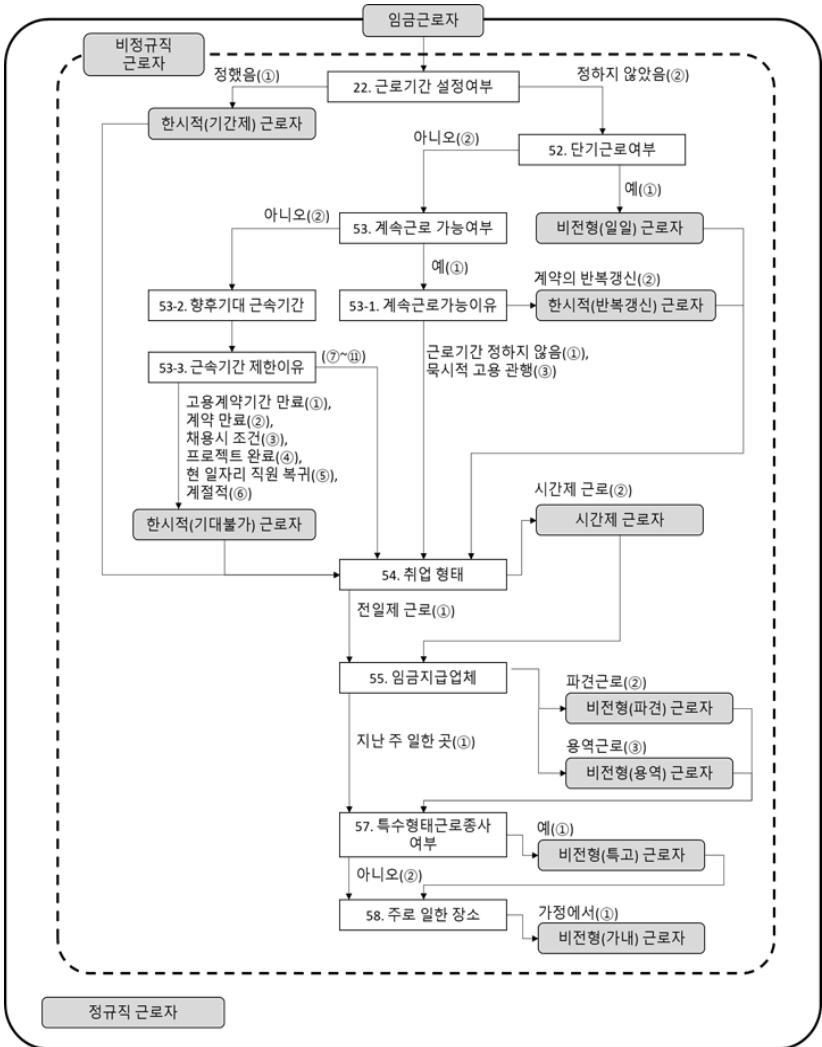 임금근로자
비정규직
근로자
정했음(①)
정하지 않았음(②)
22. 근로기간 설정여부
한시적(기간제) 근로자
아니오(②)
52. 단기근로여부
예(①)
아니오(②)
53. 계속근로 가능여부
비전형(일일) 근로자
예(①)
계약의 반복갱신(②)
53-2. 향후기대 근속기간
53-1. 계속근로가능이유
한시적(반복갱신) 근로자
53-3. 근속기간 제한이유
(⑦~⑪)
근로기간 정하지 않음(①),
묵시적 고용 관행(③)
고용계약기간 만료(①),
계약 만료(②),
채용시 조건(③),
프로젝트 완료(④),
현 일자리 직원 복귀(⑤),
계절적(⑥)
시간제 근로(②)
한시적(기대불가) 근로자
시간제 근로자
54. 취업 형태
전일제 근로(①)
55. 임금지급업체
파견근로(②)
비전형(파견) 근로자
지난 주 일한 곳(①)
용역근로(③)
비전형(용역) 근로자
57. 특수형태근로종사
여부
예(①)
비전형(특고) 근로자
아니오(②)
58. 주로 일한 장소
가정에서(①)
비전형(가내) 근로자
정규직 근로자